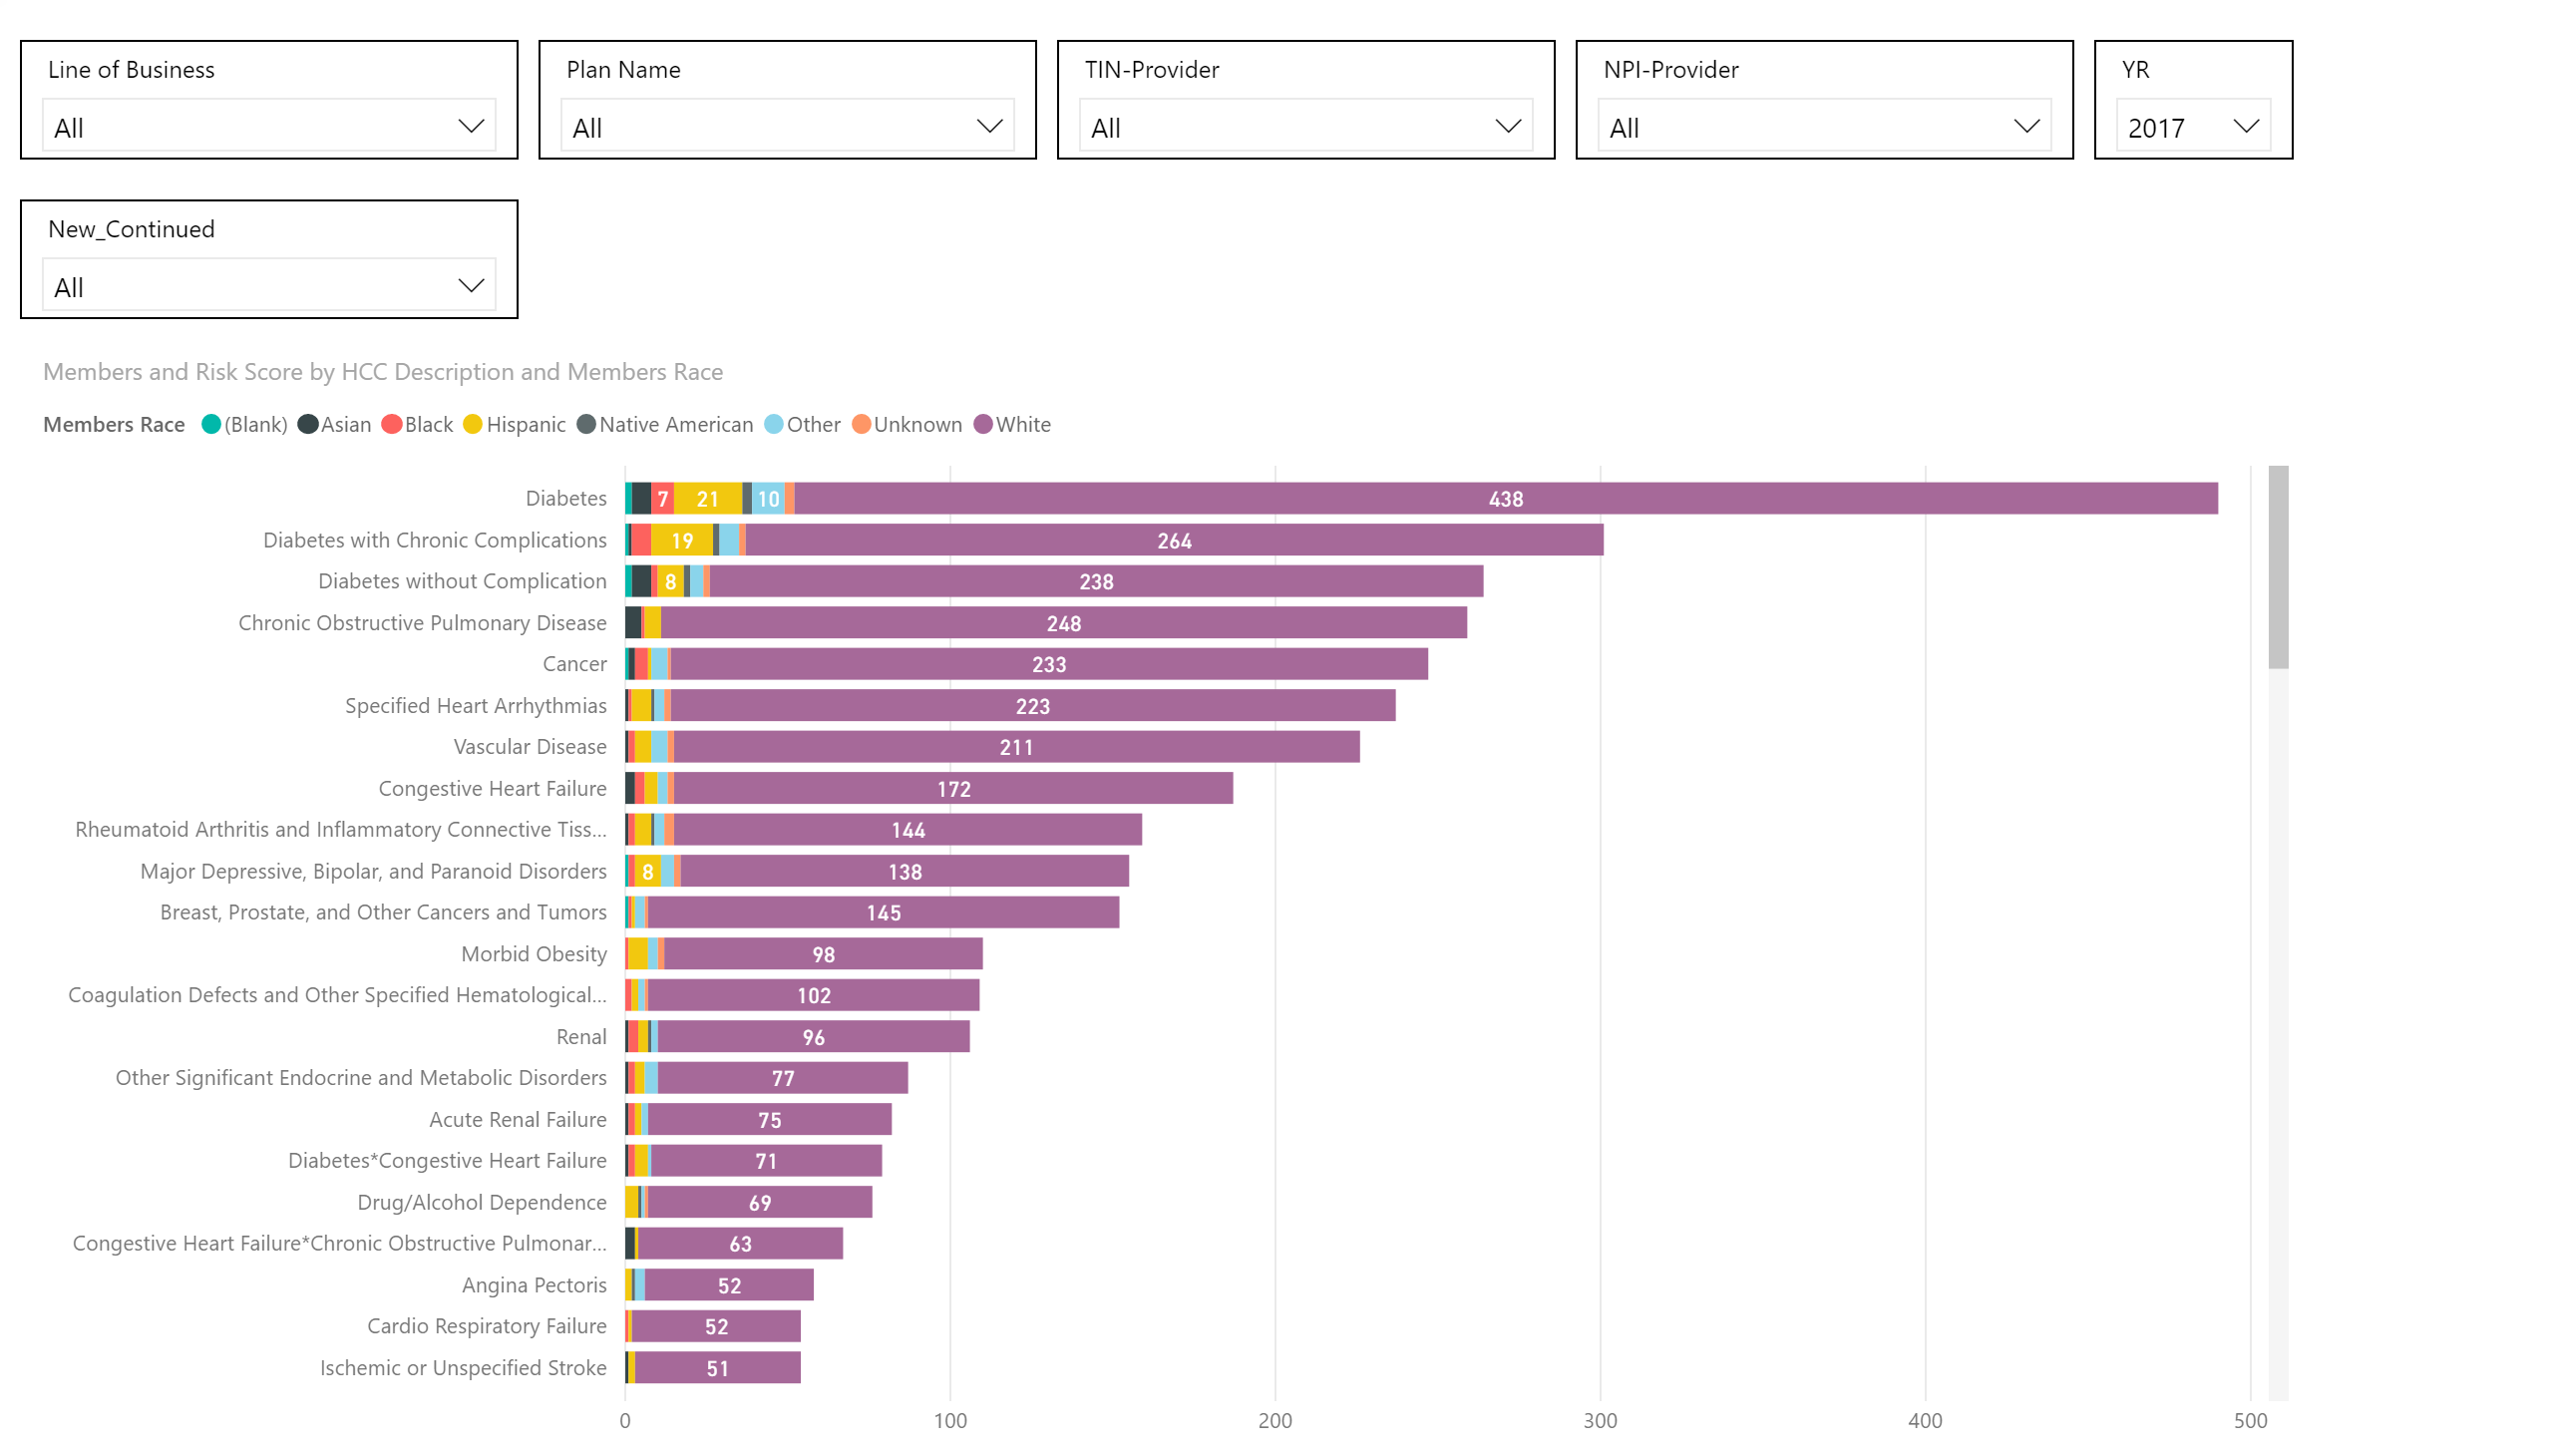 Line of Business
All
Plan Name
All
TIN-Provider
All
NPI-Provider
All
YR
2017
New_Continued
All
Members and Risk Score by HCC Description and Members Race
Members Race (Blank) Asian Black Hispanic Native American Other Unknown White
Diabetes 7 21 10 438
Diabetes with Chronic Complications 19 264
Diabetes without Complication 8 238
Chronic Obstructive Pulmonary Disease 248
Cancer 233
Specified Heart Arrhythmias 223
Vascular Disease 211
Congestive Heart Failure 172
Rheumatoid Arthritis and Inflammatory Connective Tiss... 144
Major Depressive, Bipolar, and Paranoid Disorders 8 138
Breast, Prostate, and Other Cancers and Tumors 145
Morbid Obesity 98
Coagulation Defects and Other Specified Hematological... 102
Renal 96
Other Significant Endocrine and Metabolic Disorders 77
Acute Renal Failure 75
Diabetes*Congestive Heart Failure 71
Drug/Alcohol Dependence 69
Congestive Heart Failure*Chronic Obstructive Pulmonar... 63
Angina Pectoris 52
Cardio Respiratory Failure 52
Ischemic or Unspecified Stroke 51
0 100 200 300 400 500